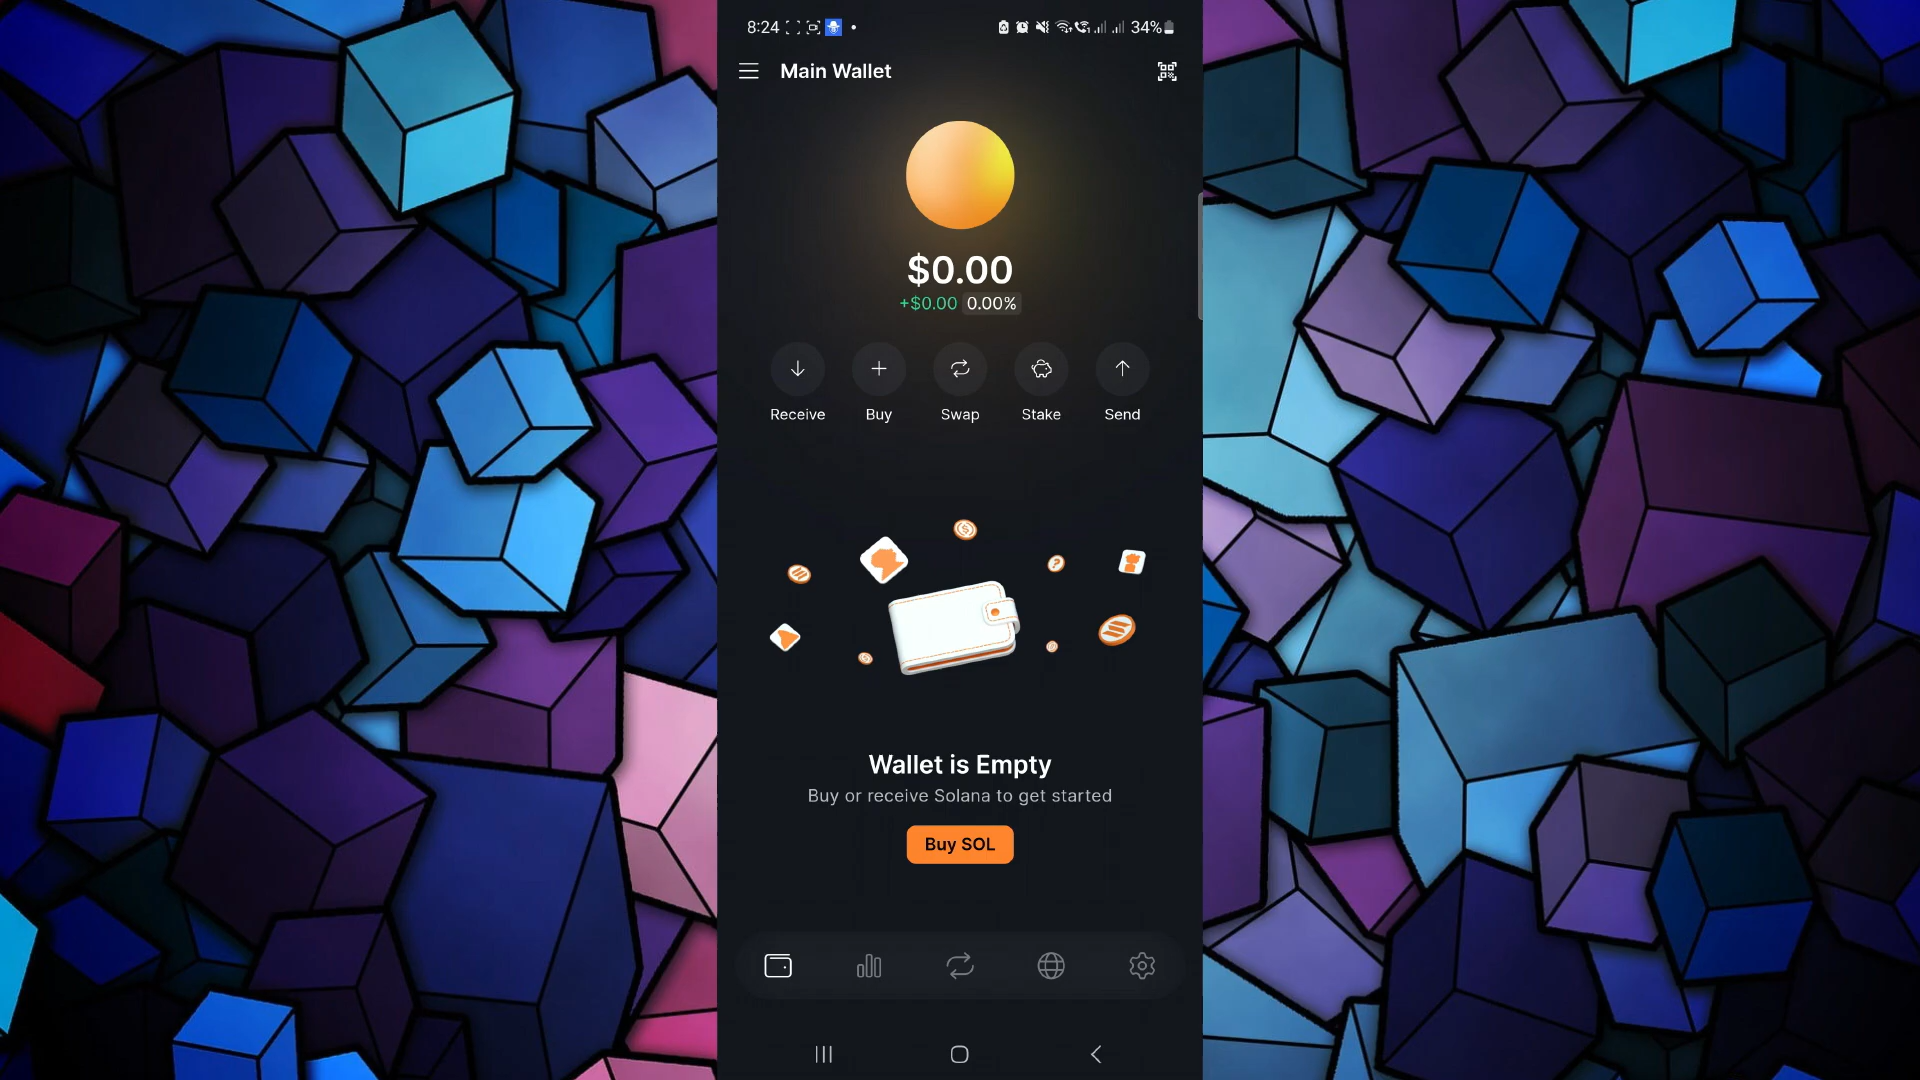 8:24
34%
Main Wallet
$0.00
+$0.00 0.00%
Receive Buy Swap Stake Send
Wallet is Empty
Buy or receive Solana to get started
Buy SOL